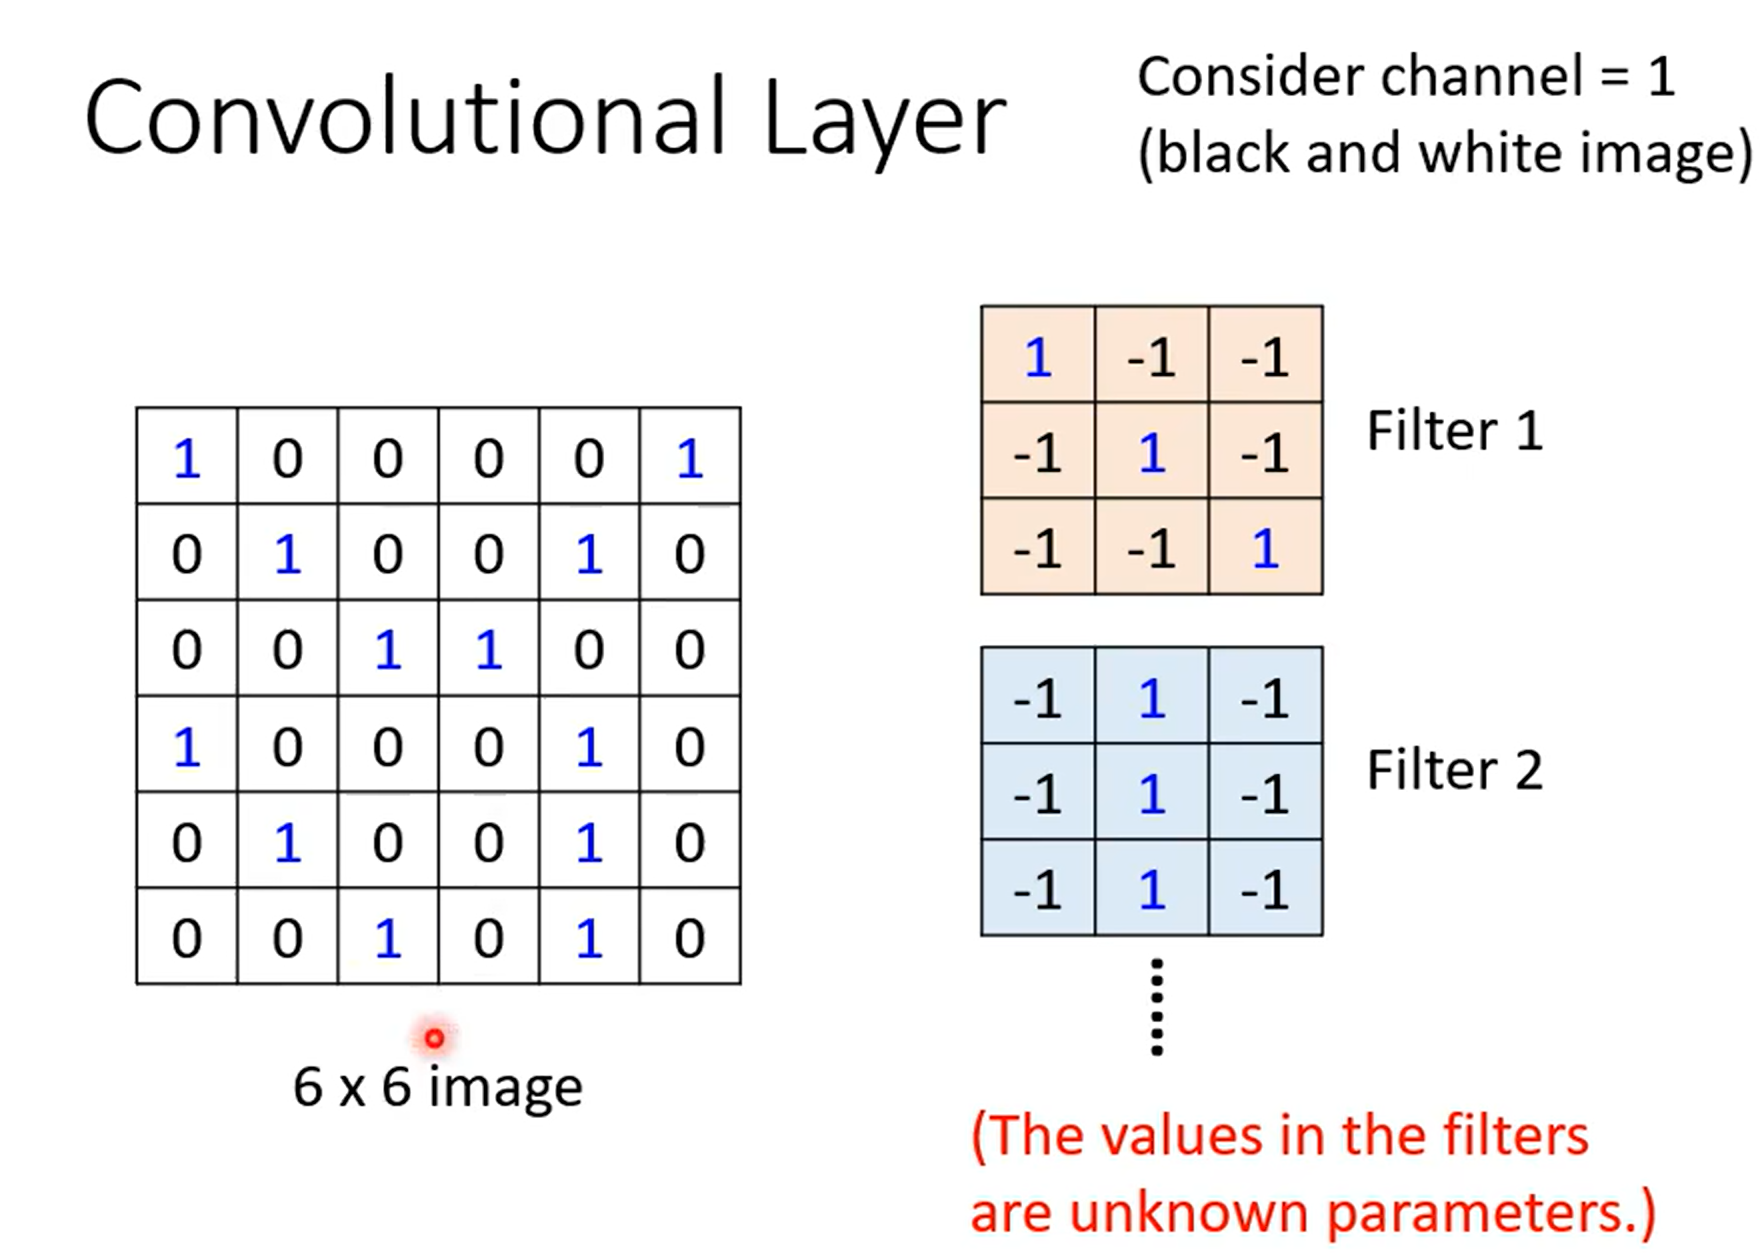 Convolutional Layer
Consider channel = 1
(black and white image)
1 0 0 0 0 1
0 1 0 0 1 0
0 0 1 1 0 0
1 0 0 0 1 0
0 1 0 0 1 0
0 0 1 0 1 0
6 x 6 image
1 -1 -1
-1 1 -1
-1 -1 1
Filter 1
-1 1 -1
-1 1 -1
-1 1 -1
Filter 2
(The values in the filters
are unknown parameters.)